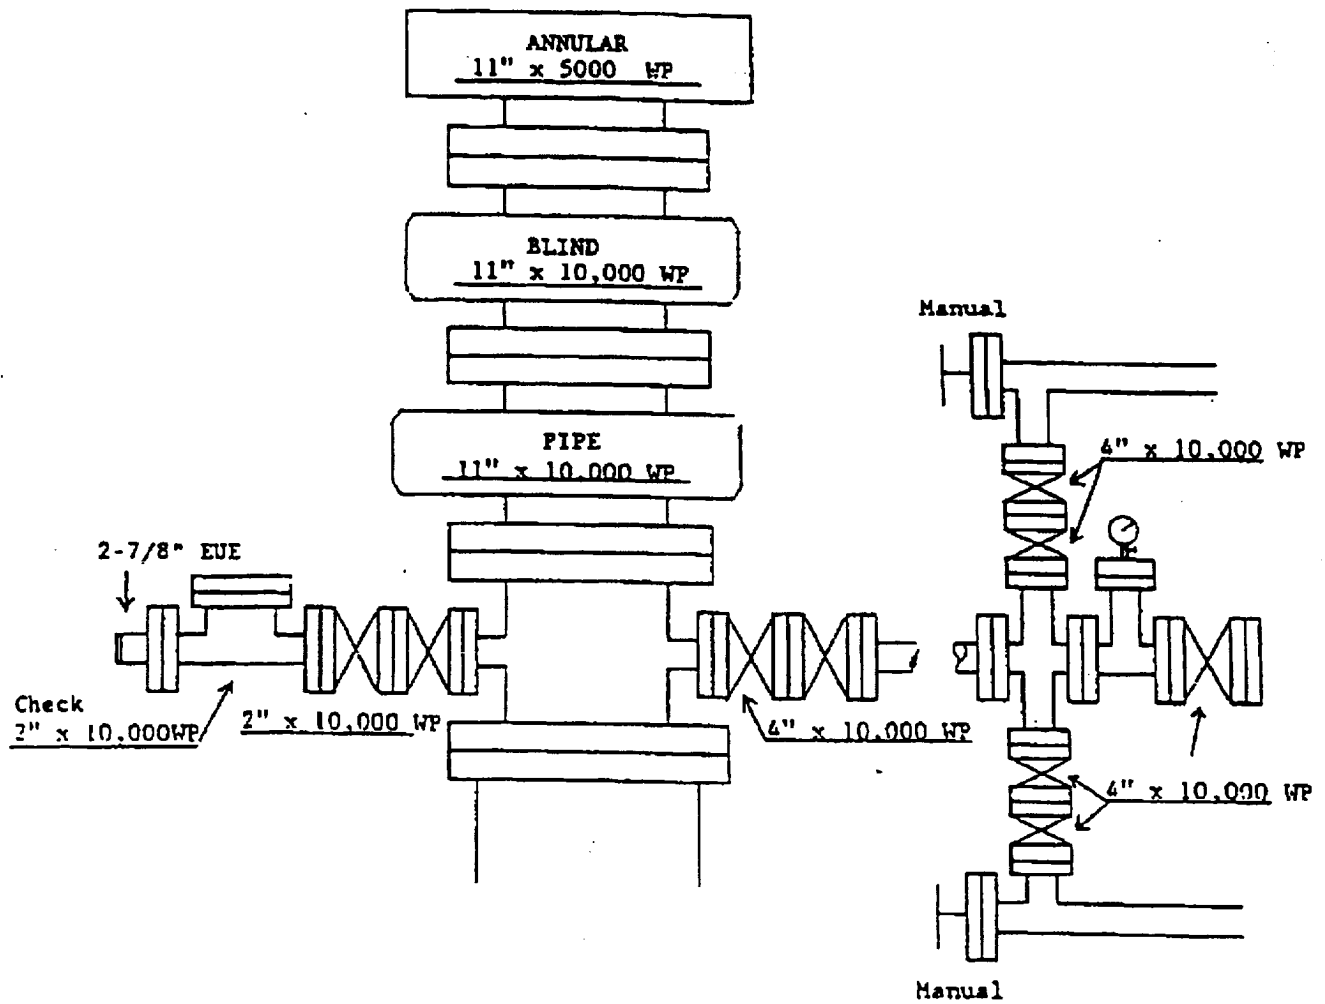 ANNULAR
11" x 5000 WP
BLIND
11" x 10,000 WP
Manual
PIPE
11" x 10.000 WP
4" x 10,000 WP
2-7/8" EUE
Check
2" x 10.000WP
2" x 10,000 WP
4" x 10.000 WP
4" x 10,000 WP
Manual